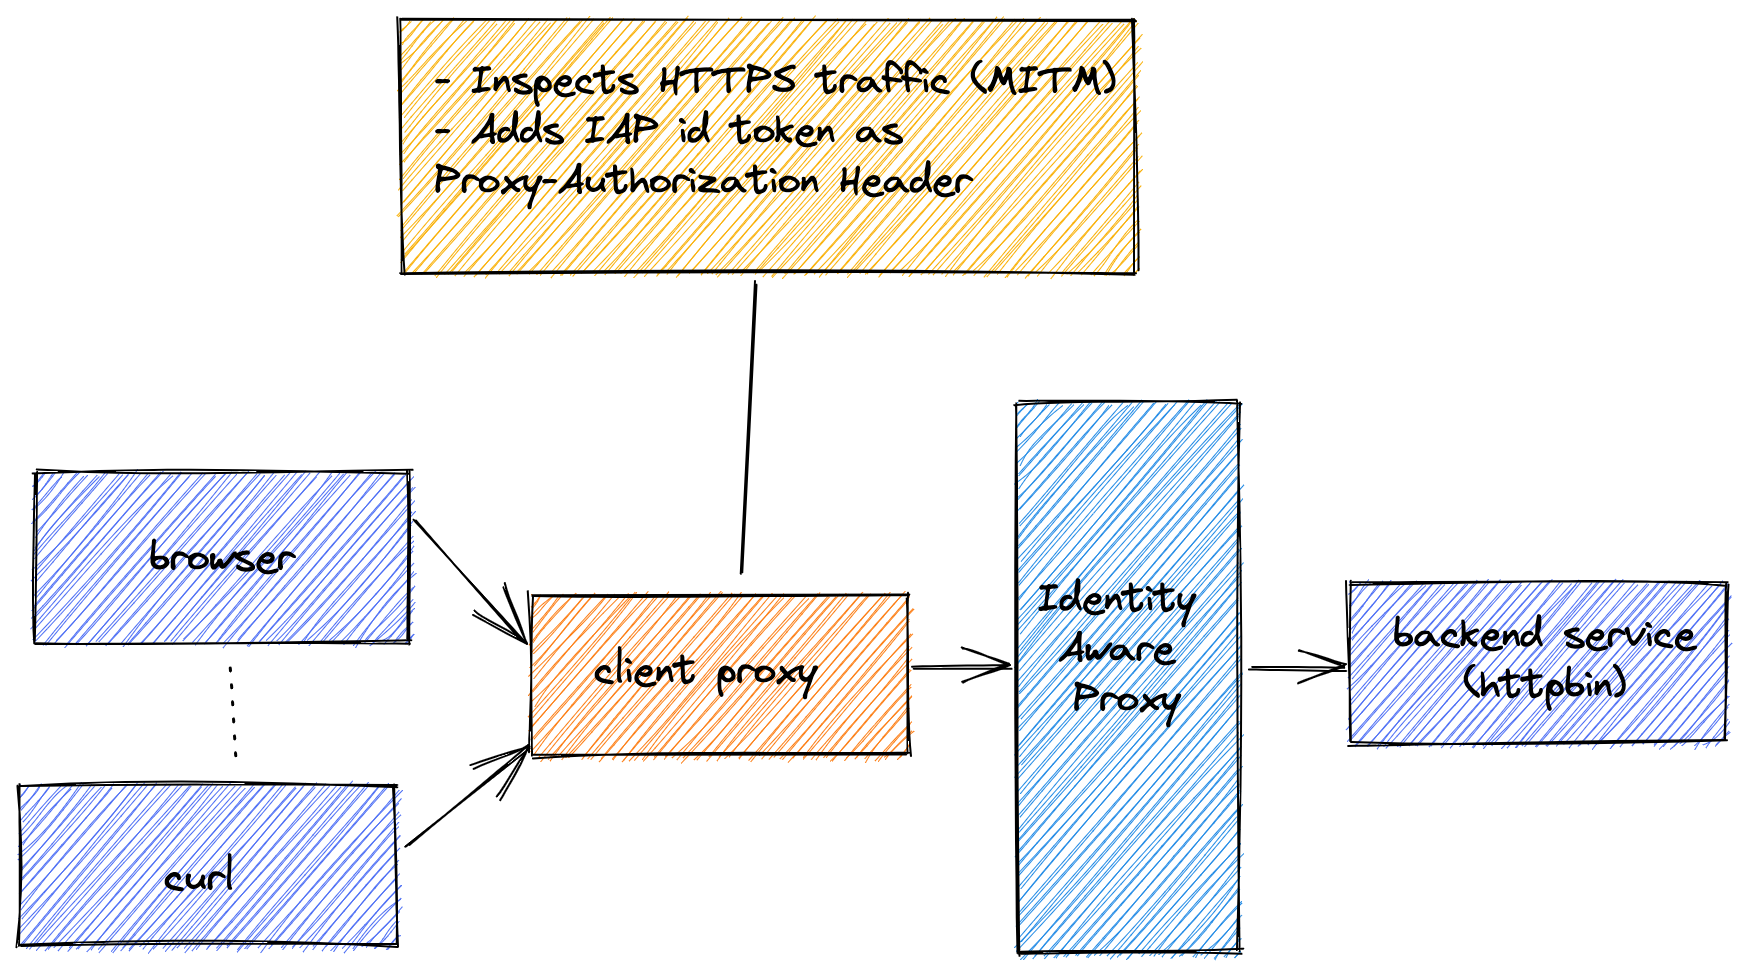 - Inspects HTTPS traffic (MITM)
- Adds IAP id token as
Proxy-Authorization Header
browser
client proxy
curl
Identity
Aware
Proxy
backend service
(httpbin)